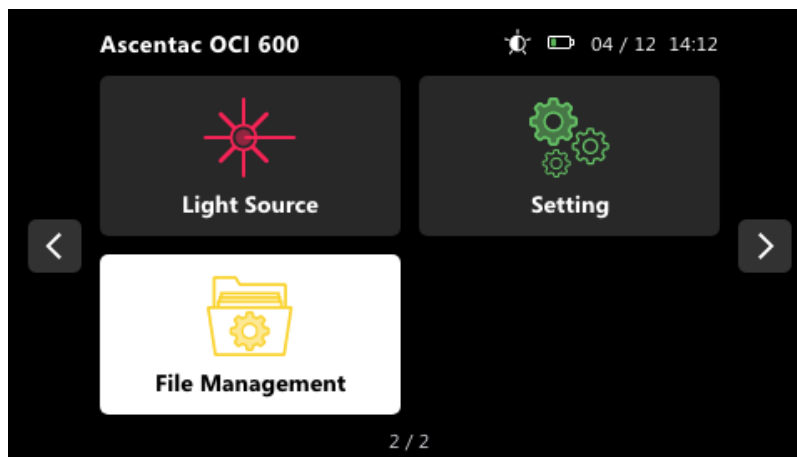 Ascentac OCI 600 04 / 12 14:12
Light Source
Setting
File Management
2 / 2